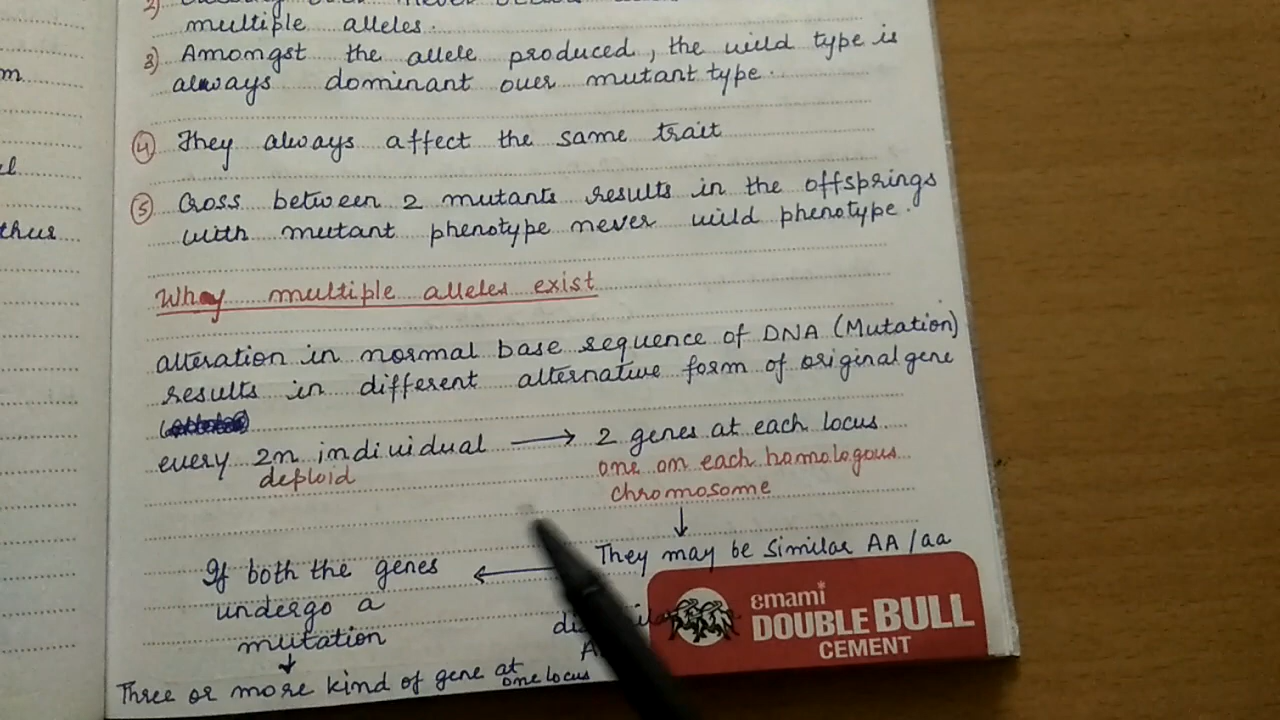 m
el
thus
2)
multiple alleles.
3) Amongst the allele produced, the wild type is
always dominant over mutant type.
4 They always affect the same trait
5 Cross between 2 mutants results in the offsprings
with mutant phenotype never wild phenotype.
Why multiple alleles exist
alteration in normal base sequence of DNA (Mutation)
results in different alternative form of original gene
every 2n individual → 2 genes at each locus
deploid one on each homologous
chromosome
↓
They may be similar AA/aa
If both the genes ←
undergo a
mutation
↓
Three or more kind of gene at one locus
εmami
DOUBLE BULL
CEMENT